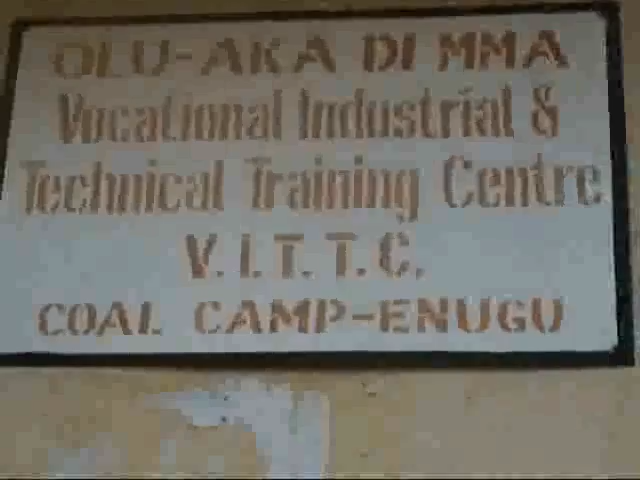 OLU-AKA DI MMA
Vocational Industrial &
Technical Training Centre
V.I.T.T.C.
COAL CAMP-ENUGU